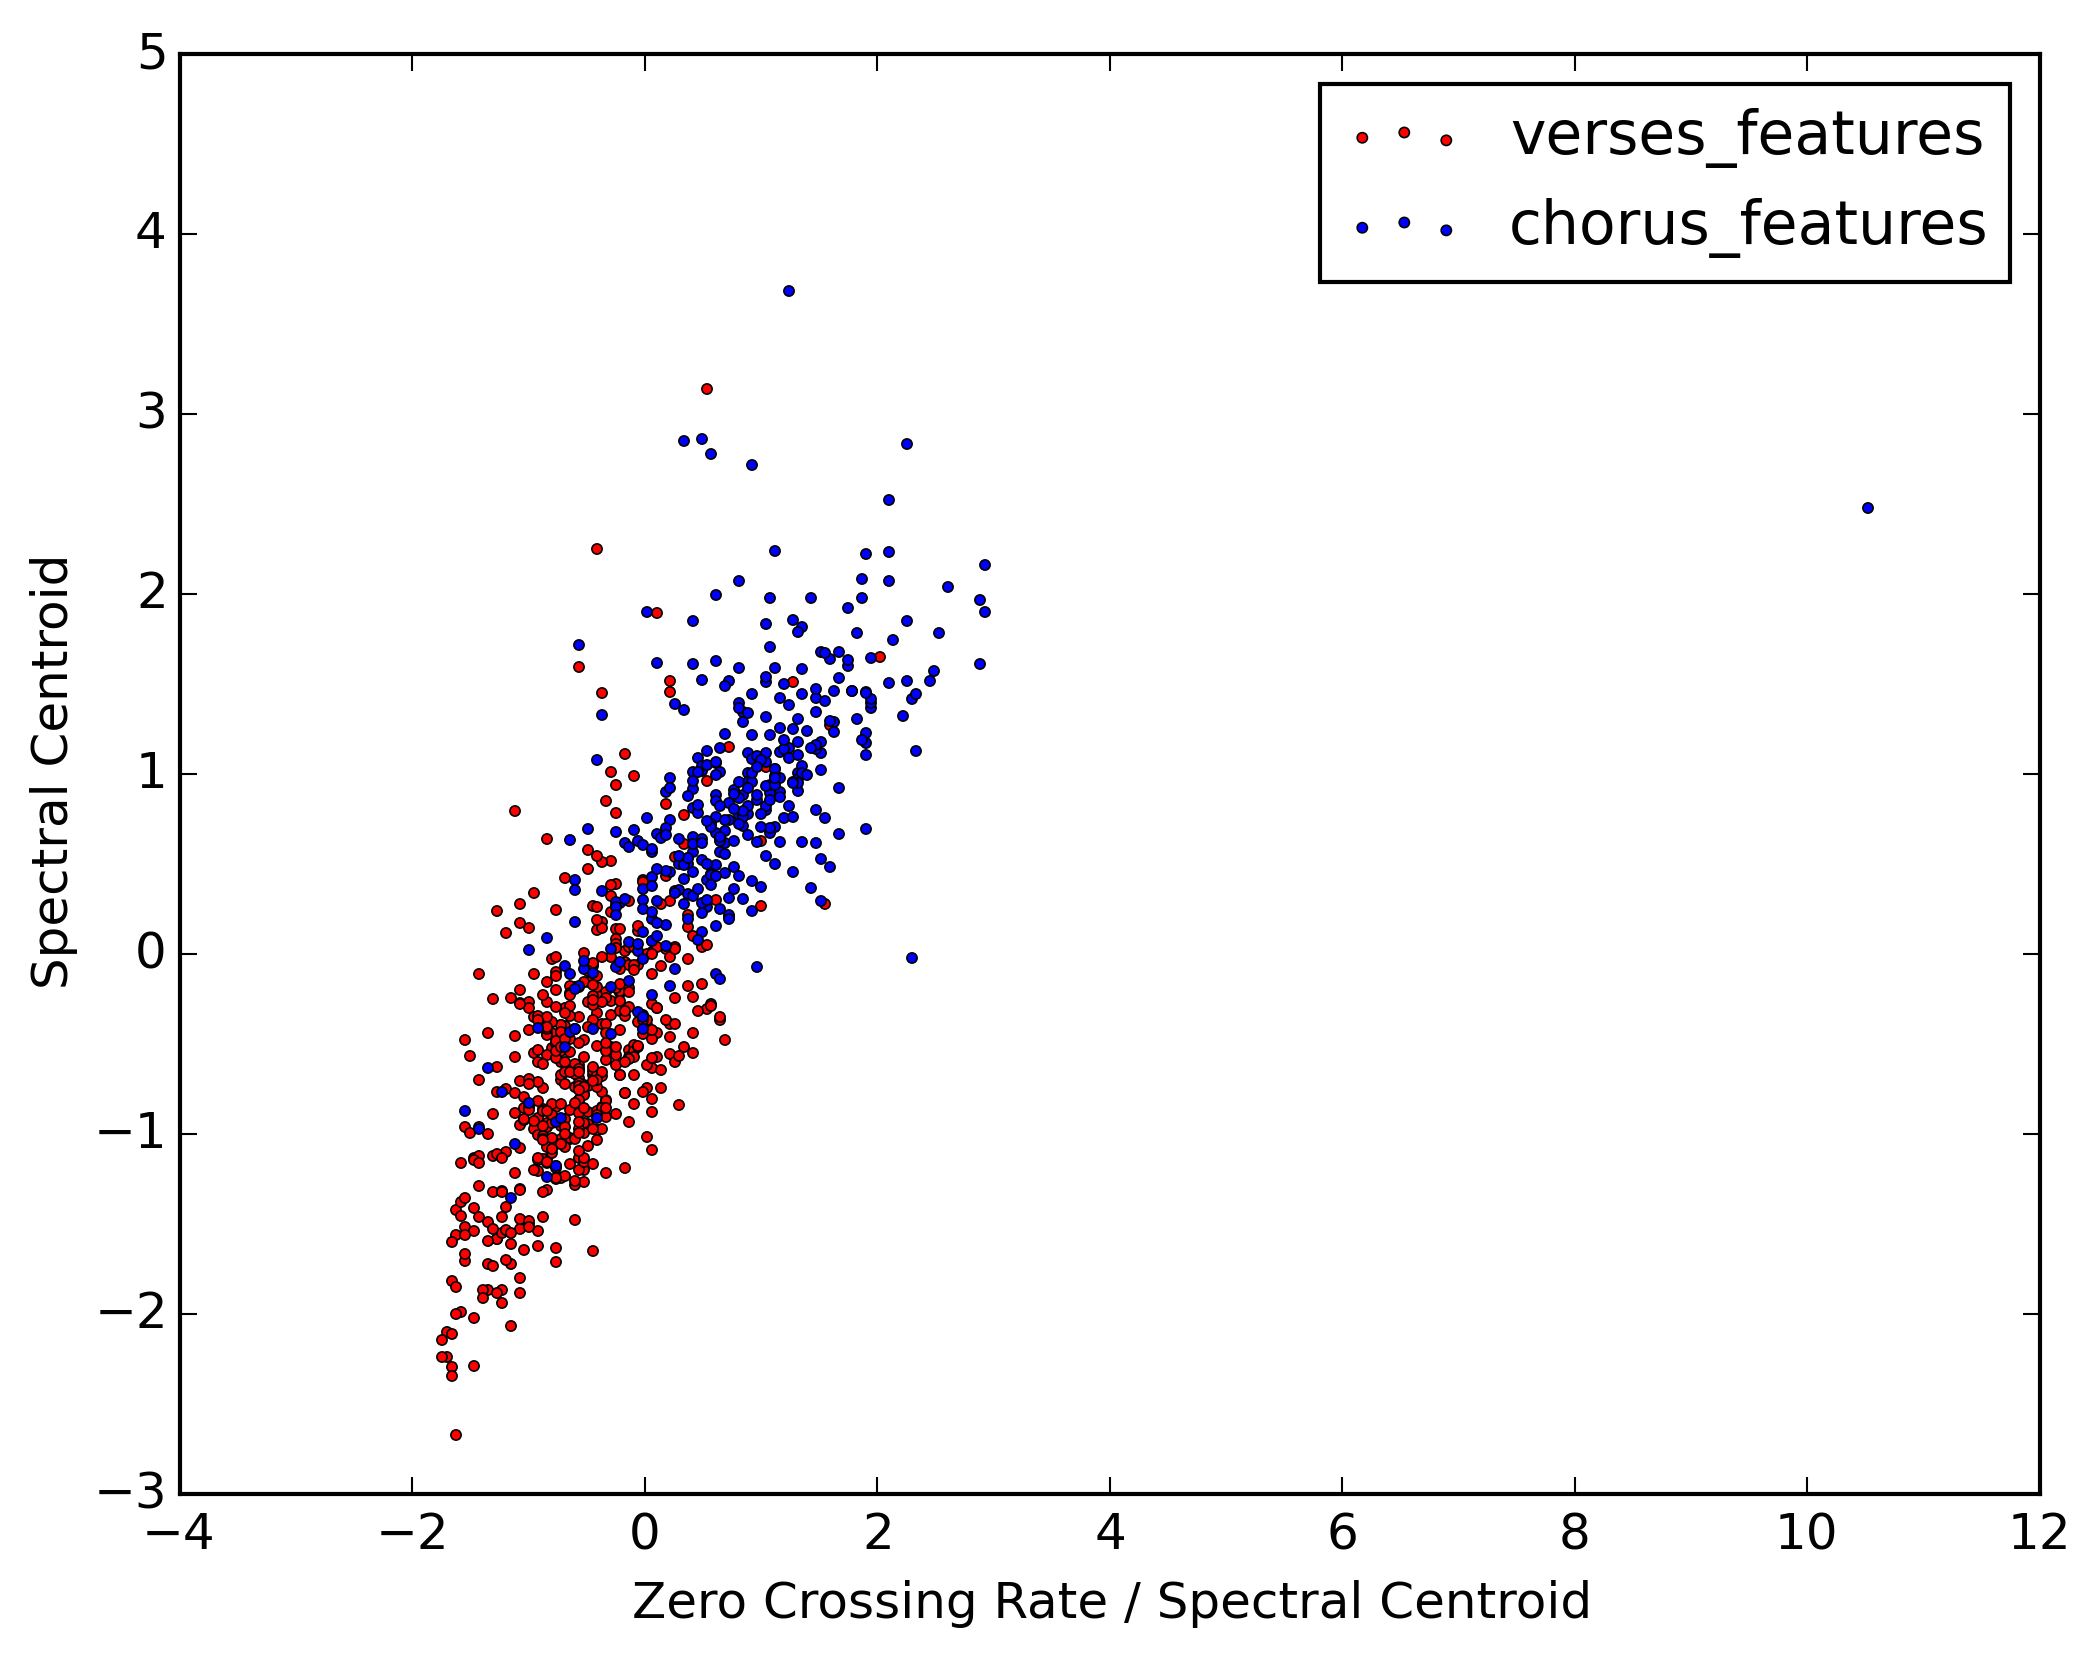 5
4
3
2
1
0
−1
−2
−3
Spectral Centroid
verses_features
chorus_features
−4 −2 0 2 4 6 8 10 12
Zero Crossing Rate / Spectral Centroid